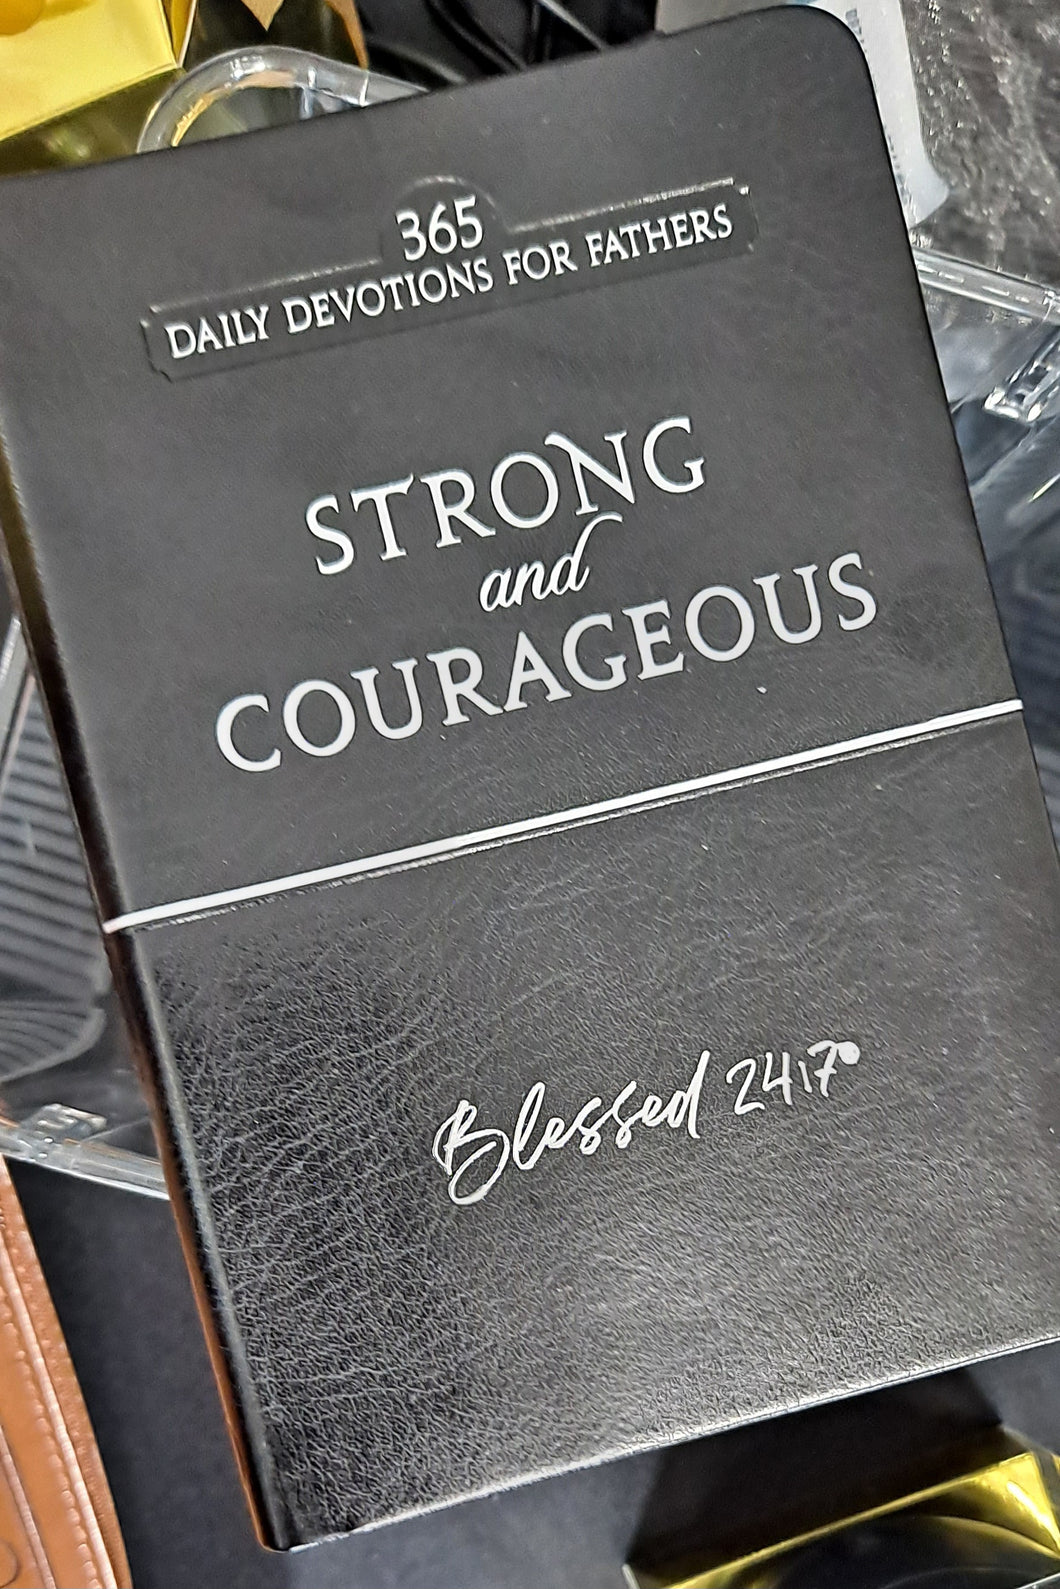 365
DAILY DEVOTIONS FOR FATHERS
STRONG
and
COURAGEOUS
Blessed 24:7